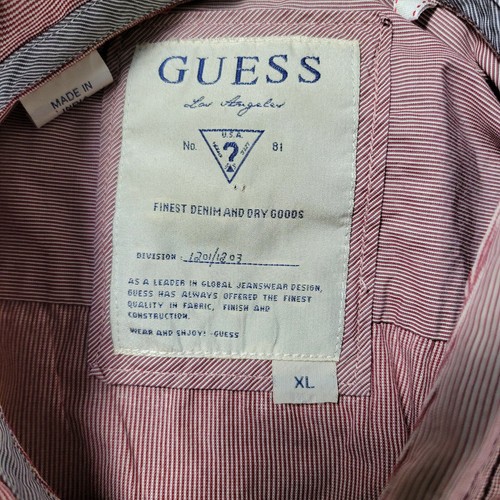 MADE IN
GUESS
Los Angeles
U.S.A.
No. ? 81
FINEST DENIM AND DRY GOODS
DIVISION: 1201/1203
AS A LEADER IN GLOBAL JEANSWEAR DESIGN,
GUESS HAS ALWAYS OFFERED THE FINEST
QUALITY IN FABRIC, FINISH AND
CONSTRUCTION.
WEAR AND ENJOY! -GUESS
XL